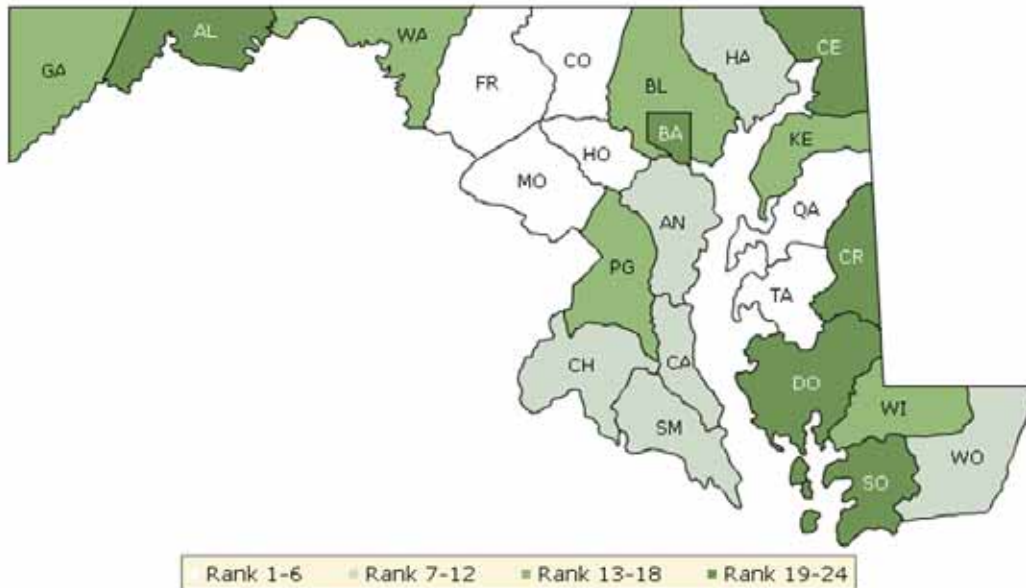 AL
GA
WA
FR
CO
BL
HA
CE
BA
KE
HO
MO
QA
AN
CR
PG
TA
CH
CA
DO
SM
WI
WO
SO
Rank 1-6 Rank 7-12 Rank 13-18 Rank 19-24